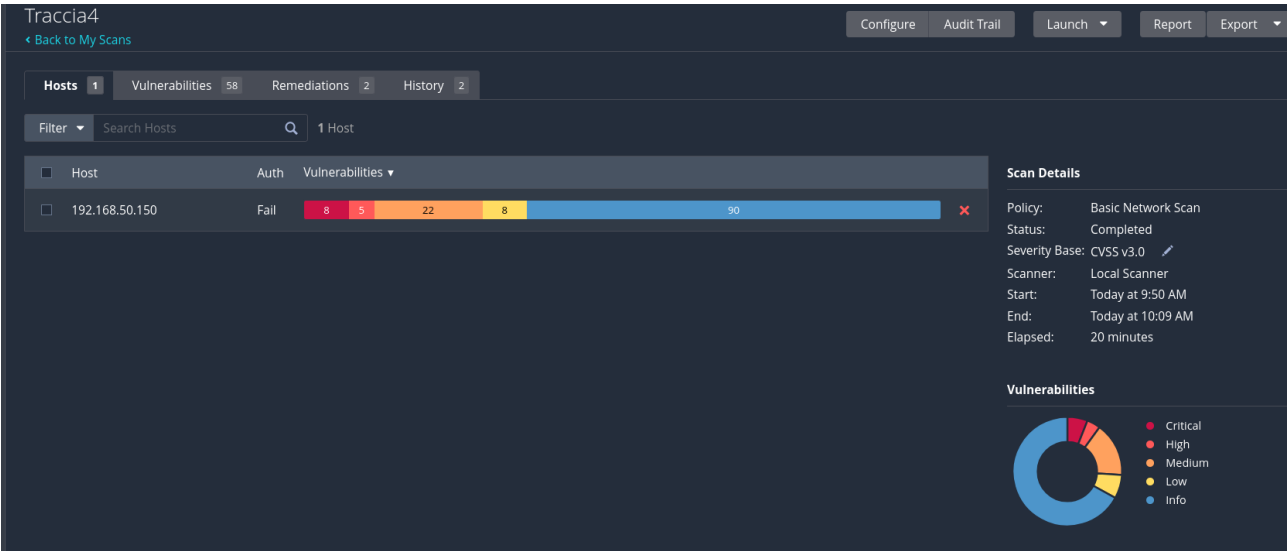 Traccia4
Back to My Scans
Configure Audit Trail Launch Report Export
Hosts 1 Vulnerabilities 58 Remediations 2 History 2
Filter Search Hosts 1 Host
Host Auth Vulnerabilities
192.168.50.150 Fail 8 5 22 8 90
Scan Details
Policy: Basic Network Scan
Status: Completed
Severity Base: CVSS v3.0
Scanner: Local Scanner
Start: Today at 9:50 AM
End: Today at 10:09 AM
Elapsed: 20 minutes
Vulnerabilities
Critical
High
Medium
Low
Info